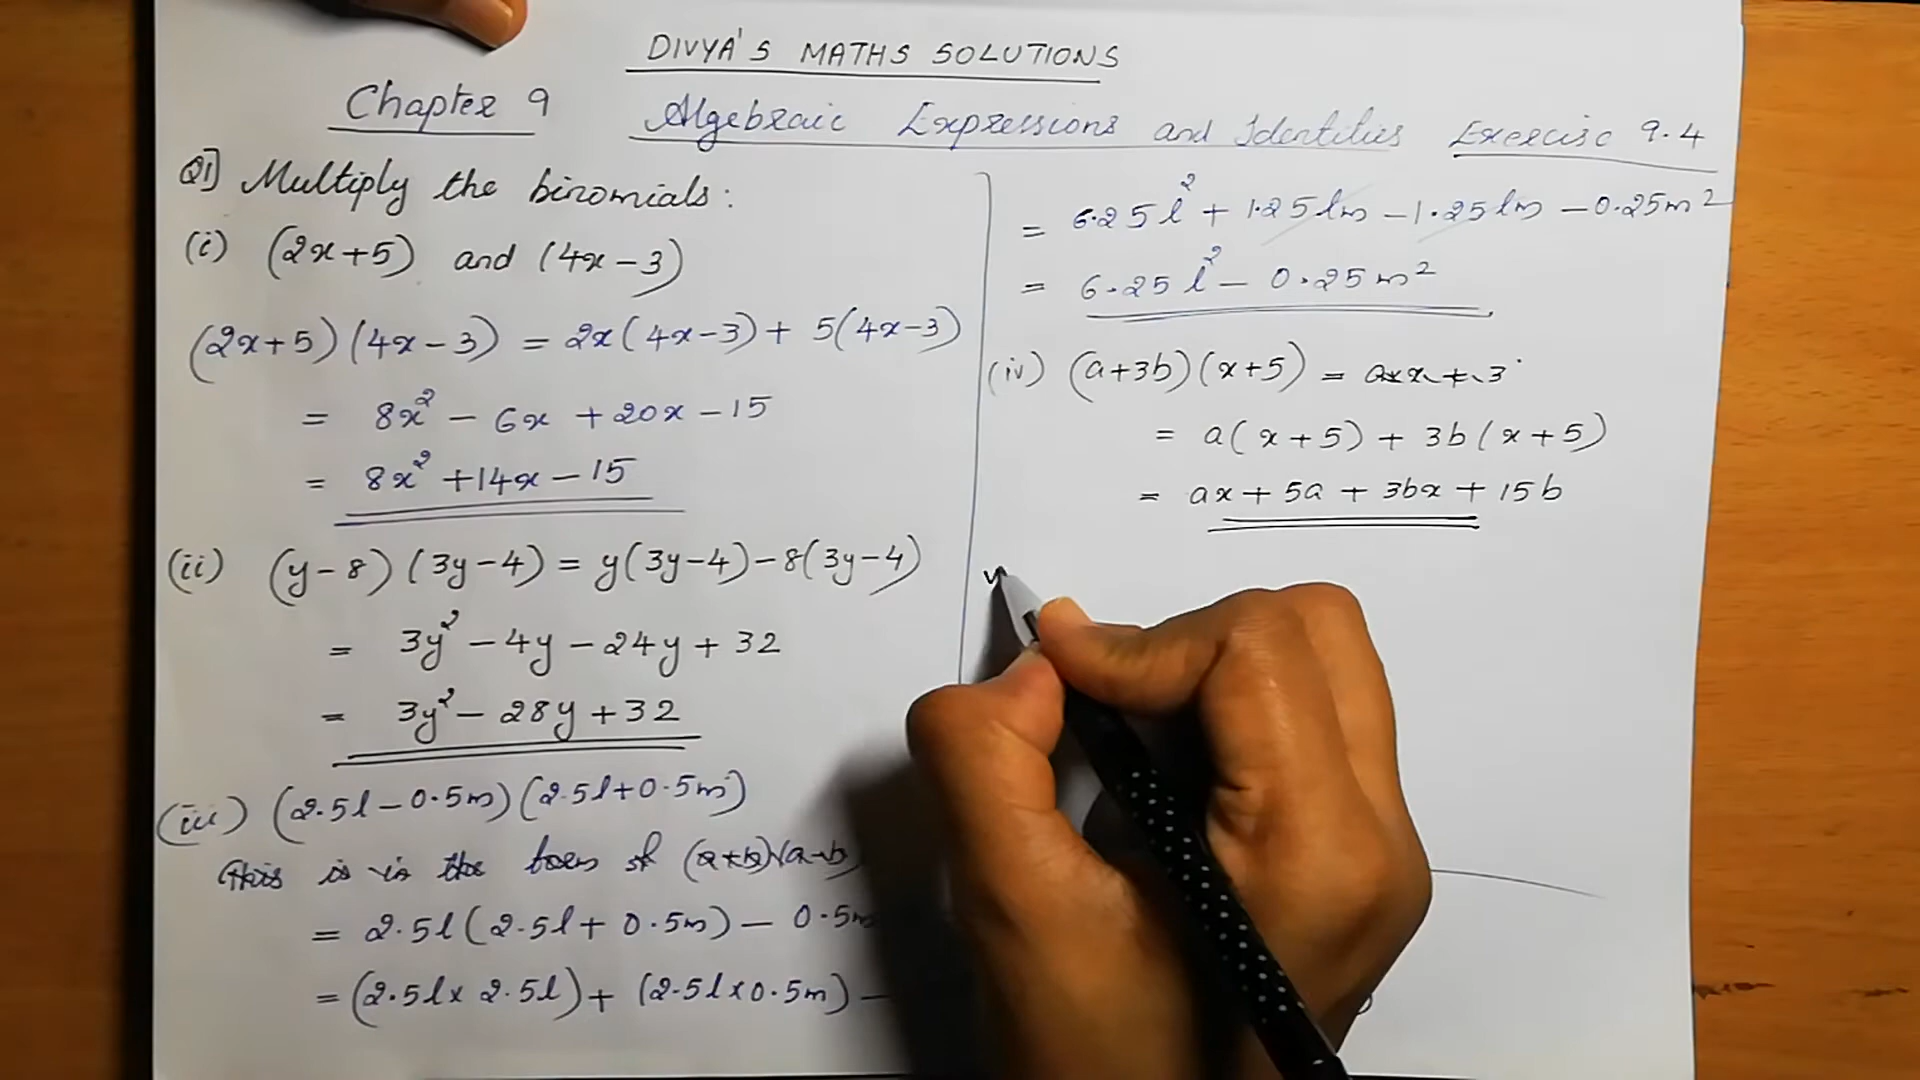 DIVYA'S MATHS SOLUTIONS
Chapter 9 Algebraic Expressions and Identities Exercise 9.4
Q1] Multiply the binomials:
(i) (2x+5) and (4x-3)
(2x+5)(4x-3) = 2x(4x-3) + 5(4x-3)
= 8x² - 6x + 20x - 15
= 8x² + 14x - 15
(ii) (y-8)(3y-4) = y(3y-4) - 8(3y-4)
= 3y² - 4y - 24y + 32
= 3y² - 28y + 32
(iii) (2.5l - 0.5m)(2.5l + 0.5m)
This is in the form of (a+b)(a-b)
= 2.5l(2.5l + 0.5m) - 0.5m
= (2.5l x 2.5l) + (2.5l x 0.5m) -
= 6.25l² + 1.25lm - 1.25lm - 0.25m²
= 6.25l² - 0.25m²
(iv) (a+3b)(x+5) = a x x + 3
= a(x+5) + 3b(x+5)
= ax + 5a + 3bx + 15b